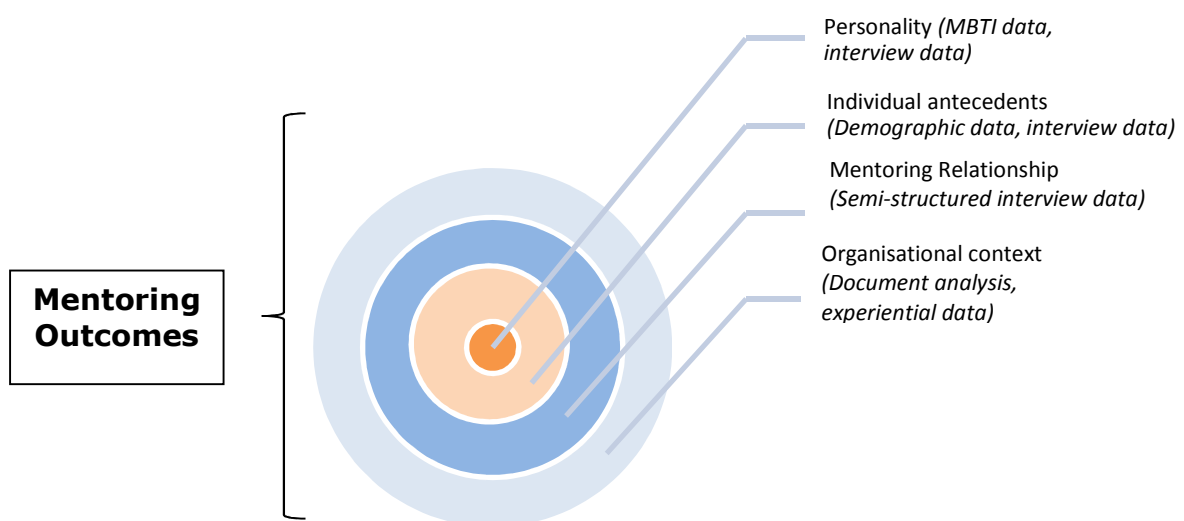 Personality (MBTI data,
interview data)
Individual antecedents
(Demographic data, interview data)
Mentoring Relationship
(Semi-structured interview data)
Organisational context
(Document analysis,
experiential data)
Mentoring
Outcomes